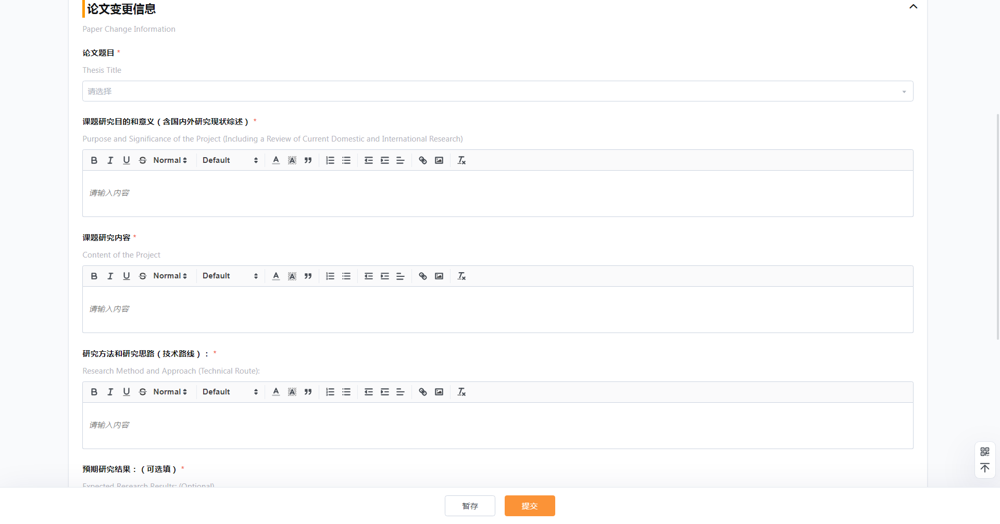 论文变更信息
Paper Change Information
论文题目 *
Thesis Title
请选择
课题研究目的和意义（含国内外研究现状综述） *
Purpose and Significance of the Project (Including a Review of Current Domestic and International Research)
Normal Default
请输入内容
课题研究内容 *
Content of the Project
Normal Default
请输入内容
研究方法和研究思路（技术路线）： *
Research Method and Approach (Technical Route):
Normal Default
请输入内容
预期研究结果：（可选填） *
Expected Research Results: (Optional)
暂存 提交